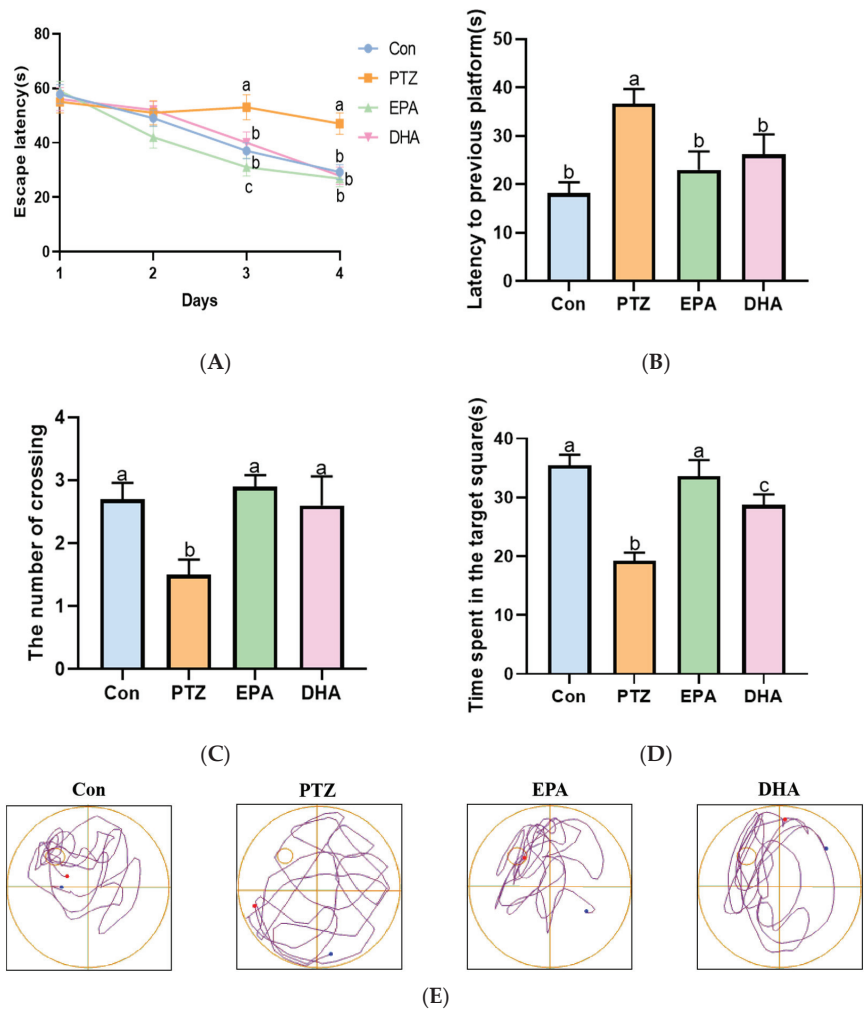 Escape latency(s)
80
60
40
20
0
1
2
3
4
Days
Con
PTZ
EPA
DHA
a
a
b
b
b
b
c
b
(A)
Latency to previous platform(s)
50
40
30
20
10
0
b
a
b
b
Con
PTZ
EPA
DHA
(B)
The number of crossing
4
3
2
1
0
a
b
a
a
Con
PTZ
EPA
DHA
(C)
Time spent in the target square(s)
40
30
20
10
0
a
b
a
c
Con
PTZ
EPA
DHA
(D)
Con
PTZ
EPA
DHA
(E)